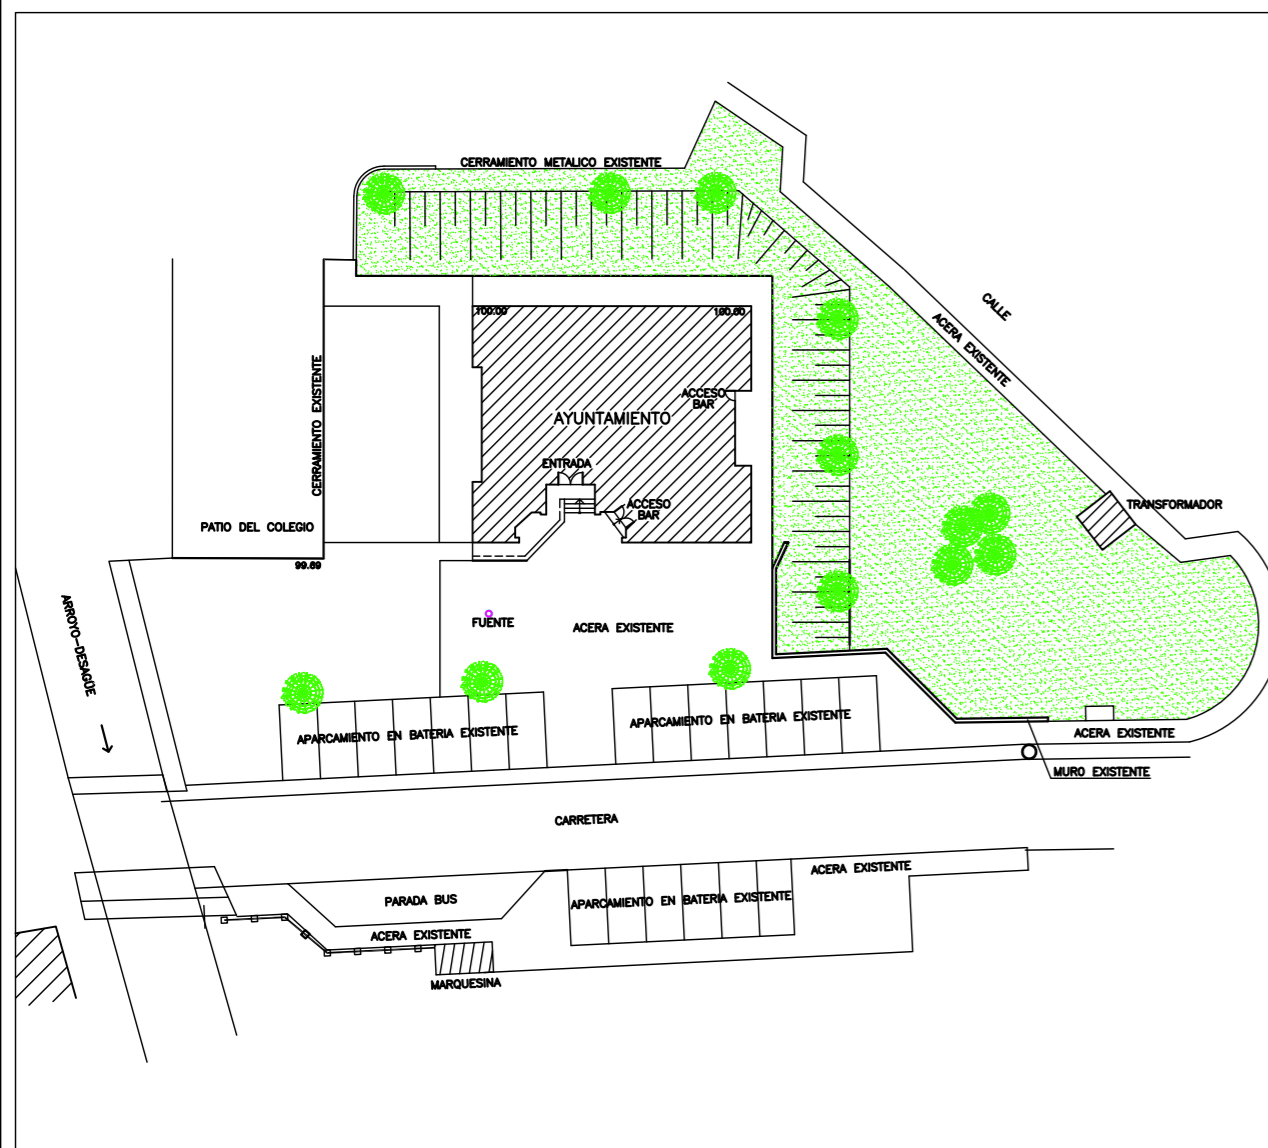 CERRAMIENTO METALICO EXISTENTE
CALLE
ACERA EXISTENTE
100.00
100.00
CERRAMIENTO EXISTENTE
ACCESO
BAR
AYUNTAMIENTO
ENTRADA
ACCESO
BAR
TRANSFORMADOR
PATIO DEL COLEGIO
99.69
ARROYO-DESAGÜE
FUENTE
ACERA EXISTENTE
APARCAMIENTO EN BATERIA EXISTENTE
APARCAMIENTO EN BATERIA EXISTENTE
ACERA EXISTENTE
MURO EXISTENTE
CARRETERA
ACERA EXISTENTE
PARADA BUS
APARCAMIENTO EN BATERIA EXISTENTE
ACERA EXISTENTE
MARQUESINA